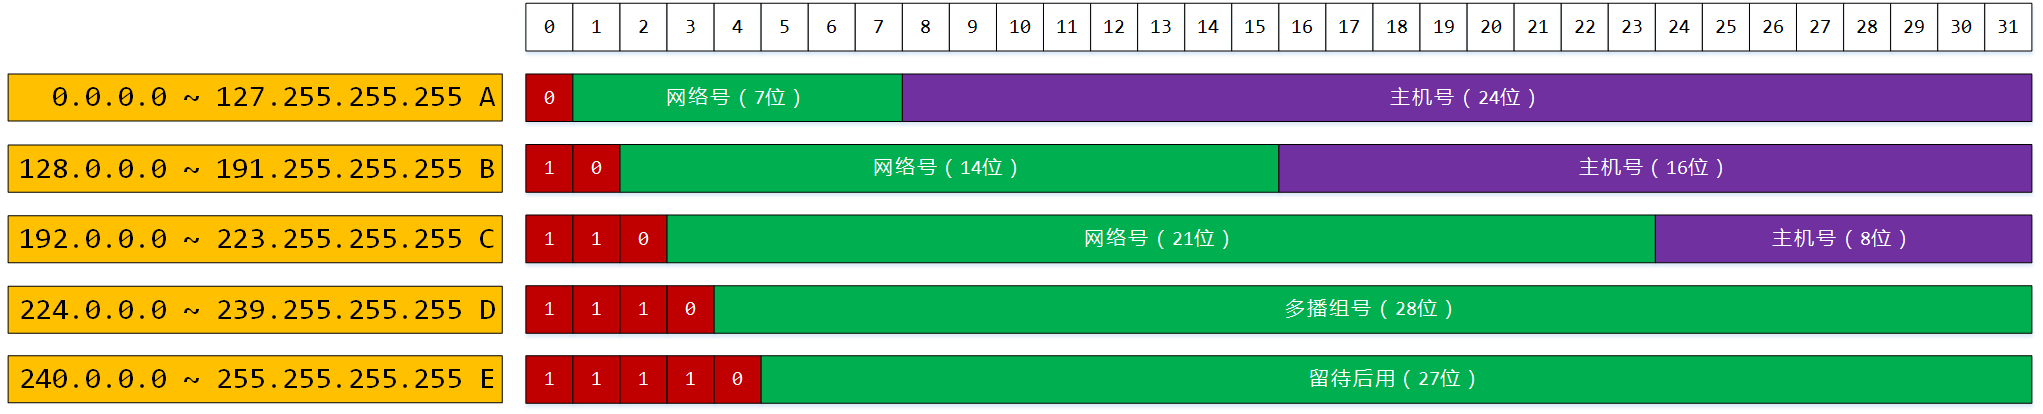 0 1 2 3 4 5 6 7 8 9 10 11 12 13 14 15 16 17 18 19 20 21 22 23 24 25 26 27 28 29 30 31
0.0.0.0 ~ 127.255.255.255 A 0 网络号（7位） 主机号（24位）
128.0.0.0 ~ 191.255.255.255 B 1 0 网络号（14位） 主机号（16位）
192.0.0.0 ~ 223.255.255.255 C 1 1 0 网络号（21位） 主机号（8位）
224.0.0.0 ~ 239.255.255.255 D 1 1 1 0 多播组号（28位）
240.0.0.0 ~ 255.255.255.255 E 1 1 1 1 0 留待后用（27位）